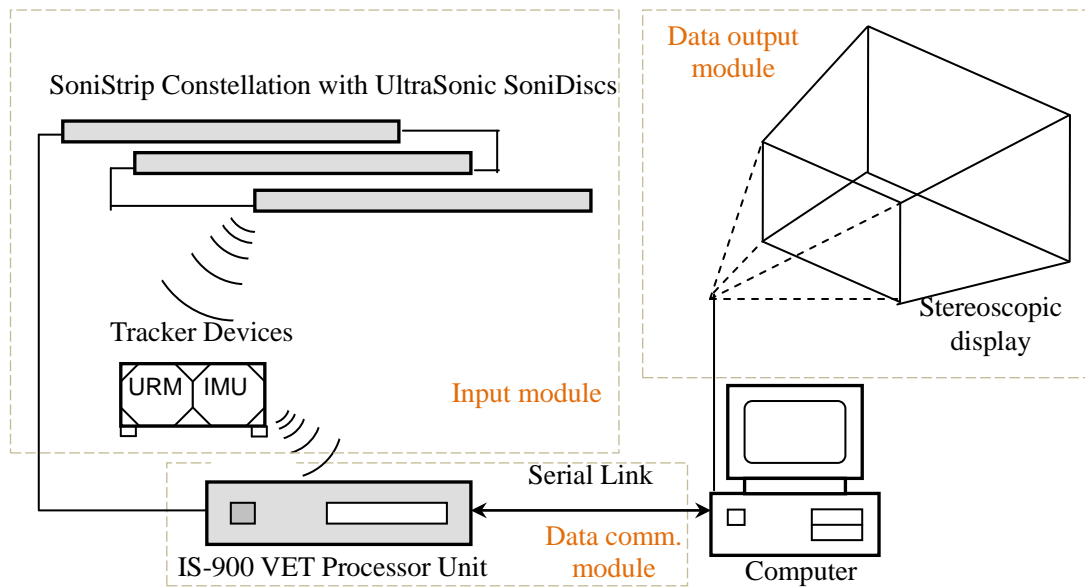 SoniStrip Constellation with UltraSonic SoniDiscs
Tracker Devices
URM
IMU
Input module
Data output
module
Stereoscopic
display
Serial Link
Data comm.
module
IS-900 VET Processor Unit
Computer